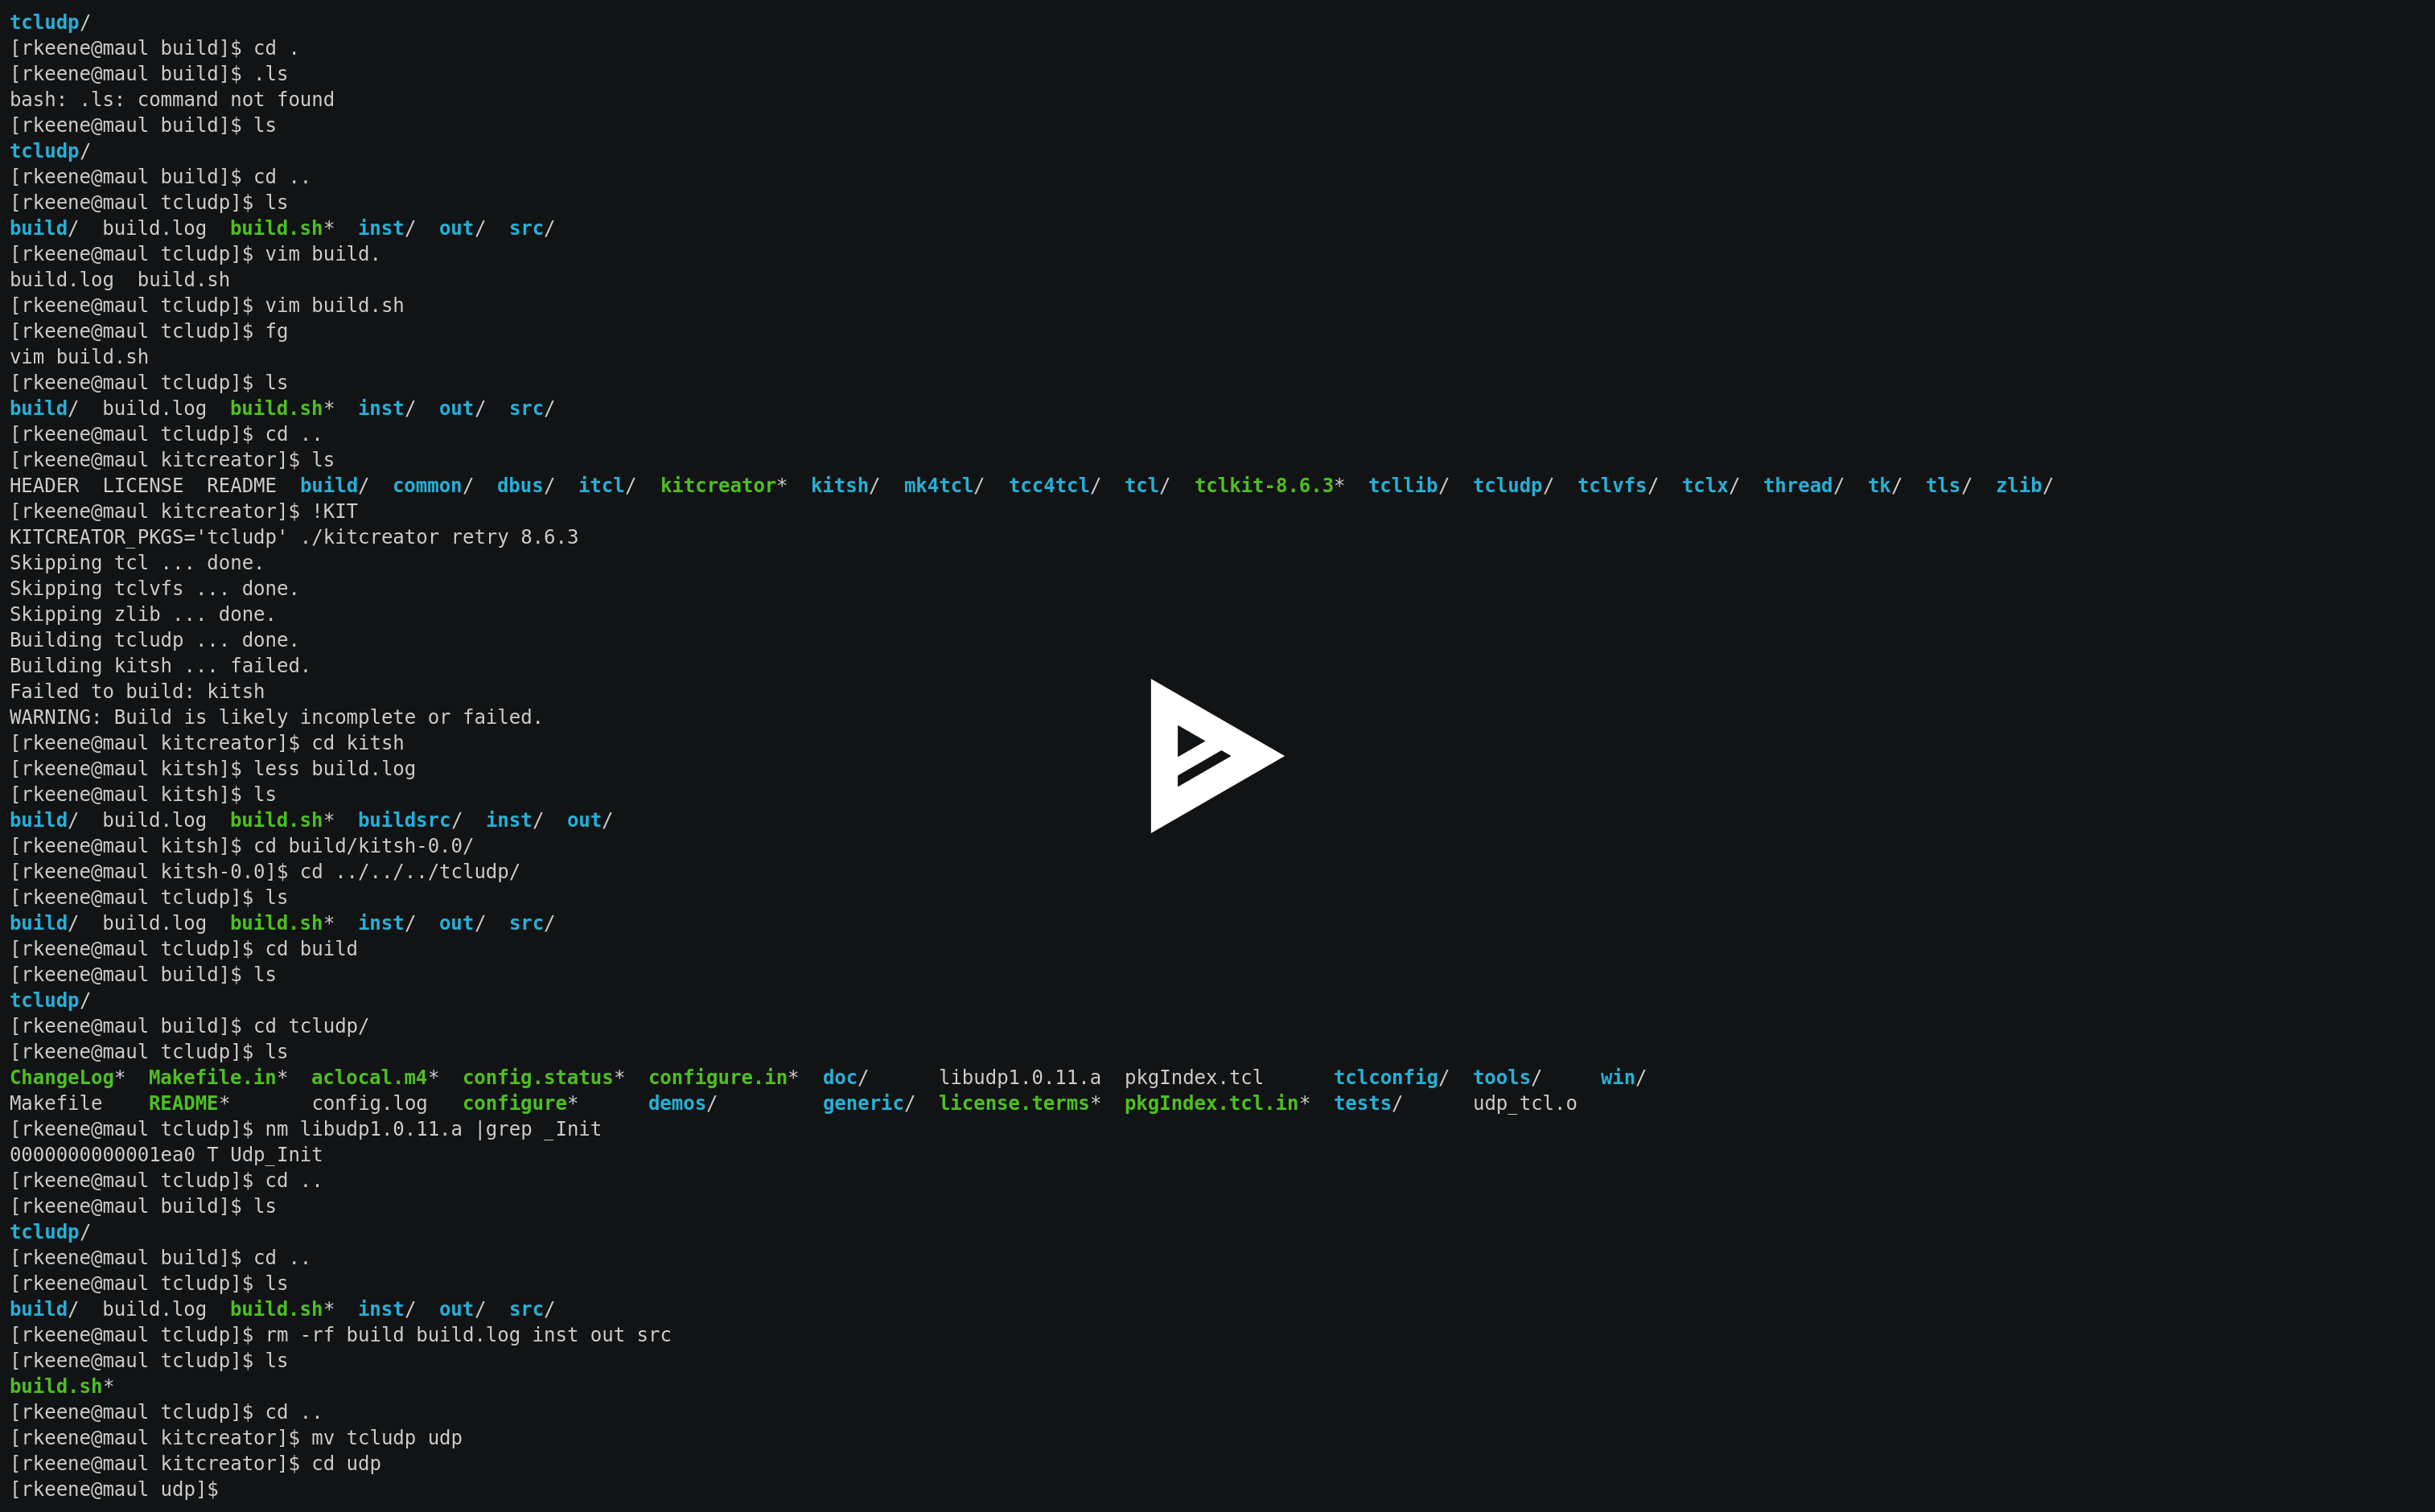 tcludp/
[rkeene@maul build]$ cd .
[rkeene@maul build]$ .ls
bash: .ls: command not found
[rkeene@maul build]$ ls
tcludp/
[rkeene@maul build]$ cd ..
[rkeene@maul tcludp]$ ls
build/  build.log  build.sh*  inst/  out/  src/
[rkeene@maul tcludp]$ vim build.
build.log  build.sh
[rkeene@maul tcludp]$ vim build.sh
[rkeene@maul tcludp]$ fg
vim build.sh
[rkeene@maul tcludp]$ ls
build/  build.log  build.sh*  inst/  out/  src/
[rkeene@maul tcludp]$ cd ..
[rkeene@maul kitcreator]$ ls
HEADER  LICENSE  README  build/  common/  dbus/  itcl/  kitcreator*  kitsh/  mk4tcl/  tcc4tcl/  tcl/  tclkit-8.6.3*  tcllib/  tcludp/  tclvfs/  tclx/  thread/  tk/  tls/  zlib/
[rkeene@maul kitcreator]$ !KIT
KITCREATOR_PKGS='tcludp' ./kitcreator retry 8.6.3
Skipping tcl ... done.
Skipping tclvfs ... done.
Skipping zlib ... done.
Building tcludp ... done.
Building kitsh ... failed.
Failed to build: kitsh
WARNING: Build is likely incomplete or failed.
[rkeene@maul kitcreator]$ cd kitsh
[rkeene@maul kitsh]$ less build.log
[rkeene@maul kitsh]$ ls
build/  build.log  build.sh*  buildsrc/  inst/  out/
[rkeene@maul kitsh]$ cd build/kitsh-0.0/
[rkeene@maul kitsh-0.0]$ cd ../../../tcludp/
[rkeene@maul tcludp]$ ls
build/  build.log  build.sh*  inst/  out/  src/
[rkeene@maul tcludp]$ cd build
[rkeene@maul build]$ ls
tcludp/
[rkeene@maul build]$ cd tcludp/
[rkeene@maul tcludp]$ ls
ChangeLog*  Makefile.in*  aclocal.m4*  config.status*  configure.in*  doc/      libudp1.0.11.a  pkgIndex.tcl      tclconfig/  tools/     win/
Makefile    README*       config.log   configure*      demos/         generic/  license.terms*  pkgIndex.tcl.in*  tests/      udp_tcl.o
[rkeene@maul tcludp]$ nm libudp1.0.11.a |grep _Init
0000000000001ea0 T Udp_Init
[rkeene@maul tcludp]$ cd ..
[rkeene@maul build]$ ls
tcludp/
[rkeene@maul build]$ cd ..
[rkeene@maul tcludp]$ ls
build/  build.log  build.sh*  inst/  out/  src/
[rkeene@maul tcludp]$ rm -rf build build.log inst out src
[rkeene@maul tcludp]$ ls
build.sh*
[rkeene@maul tcludp]$ cd ..
[rkeene@maul kitcreator]$ mv tcludp udp
[rkeene@maul kitcreator]$ cd udp
[rkeene@maul udp]$